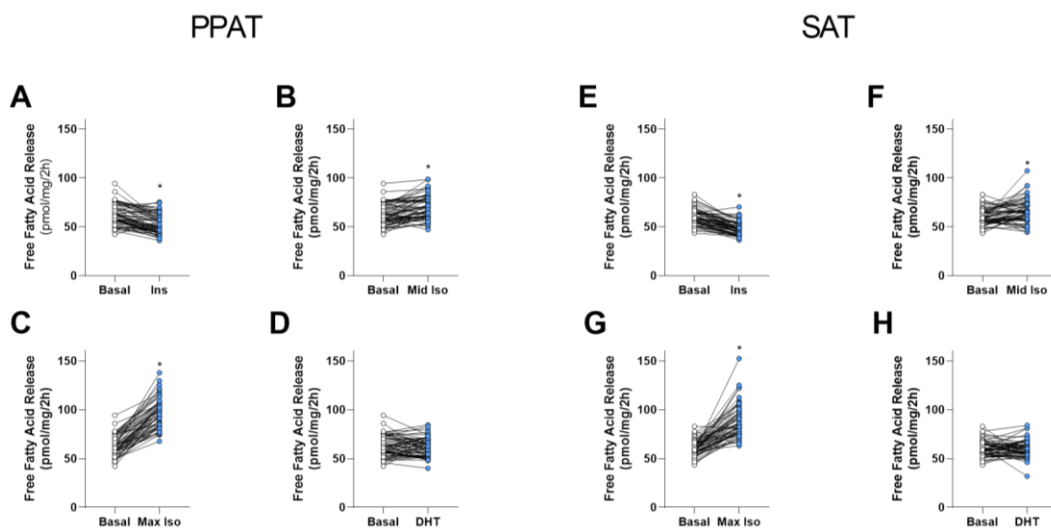 PPAT
SAT
A
Free Fatty Acid Release
(pmol/mg/2h)
150
100
50
0
*
Basal Ins
B
Free Fatty Acid Release
(pmol/mg/2h)
150
100
50
0
*
Basal Mid Iso
E
Free Fatty Acid Release
(pmol/mg/2h)
150
100
50
0
*
Basal Ins
F
Free Fatty Acid Release
(pmol/mg/2h)
150
100
50
0
*
Basal Mid Iso
C
Free Fatty Acid Release
(pmol/mg/2h)
150
100
50
0
*
Basal Max Iso
D
Free Fatty Acid Release
(pmol/mg/2h)
150
100
50
0
Basal DHT
G
Free Fatty Acid Release
(pmol/mg/2h)
150
100
50
0
*
Basal Max Iso
H
Free Fatty Acid Release
(pmol/mg/2h)
150
100
50
0
Basal DHT